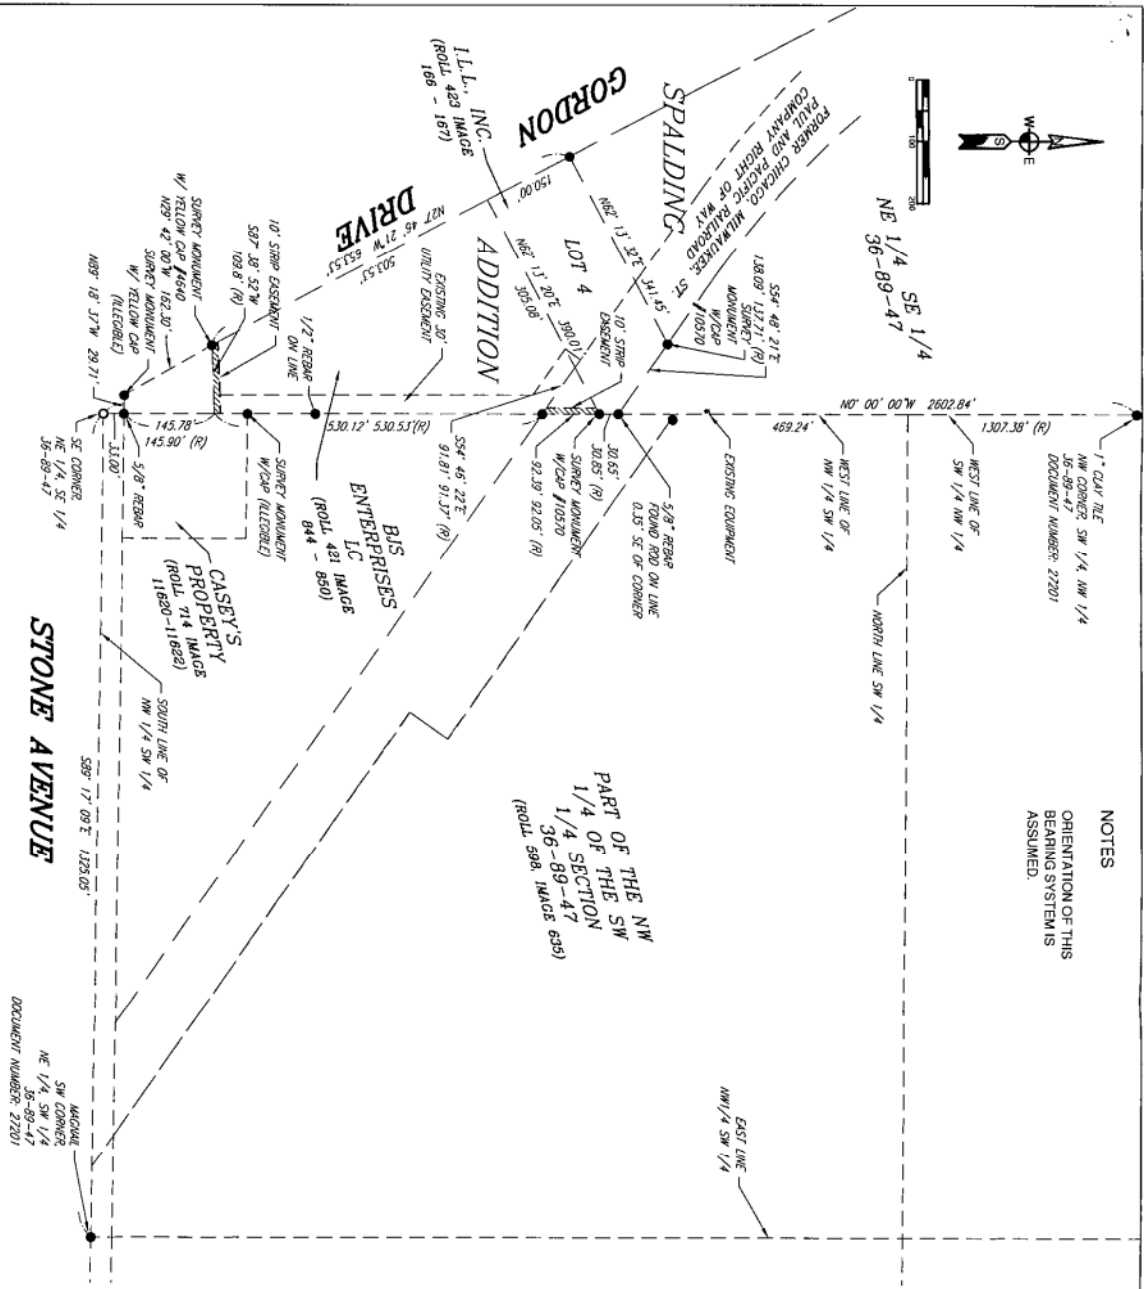 NOTES
ORIENTATION OF THIS
BEARING SYSTEM IS
ASSUMED.
W
E
N
S
0
100
200
NE 1/4 SE 1/4
36-89-47
GORDON
DRIVE
SPALDING
ADDITION
FORMER CHICAGO, MILWAUKEE, ST.
PAUL AND PACIFIC RAILROAD
COMPANY RIGHT OF WAY
I.L.L., INC.
(ROLL 423 IMAGE
166 - 167)
150.00'
N62° 13' 32"E 341.45'
LOT 4
N62° 13' 20"E 390.01'
305.08'
N27° 46' 21"W 653.53'
503.53'
EXISTING 30'
UTILITY EASEMENT
S54° 48' 21"E
138.09' 137.71' (R)
SURVEY
MONUMENT
W/CAP
#10570
10' STRIP
EASEMENT
10' STRIP EASEMENT
S87° 38' 52"W
109.8' (R)
SURVEY MONUMENT
W/ YELLOW CAP #4640
N29° 42' 00"W 162.30'
SURVEY MONUMENT
W/ YELLOW CAP
(ILLEGIBLE)
N89° 18' 37"W 29.71'
1/2" REBAR
ON LINE
N0° 00' 00"W 2602.84'
1307.38' (R)
469.24'
1" CLAY TILE
NW CORNER, SW 1/4, NW 1/4
36-89-47
DOCUMENT NUMBER: 27201
WEST LINE OF
SW 1/4 NW 1/4
WEST LINE OF
NW 1/4 SW 1/4
NORTH LINE SW 1/4
EXISTING EQUIPMENT
5/8" REBAR
FOUND ROD ON LINE
0.35' SE OF CORNER
30.65'
30.85' (R)
SURVEY MONUMENT
W/CAP #10570
92.39' 92.05' (R)
S54° 46' 22"E
91.81' 91.37' (R)
530.12' 530.53'(R)
BJS
ENTERPRISES
LC
(ROLL 421 IMAGE
844 - 850)
SURVEY MONUMENT
W/CAP (ILLEGIBLE)
145.78'
145.90' (R)
5/8" REBAR
33.00'
SE CORNER,
NE 1/4, SE 1/4
36-89-47
CASEY'S
PROPERTY
(ROLL 714 IMAGE
11620-11622)
SOUTH LINE OF
NW 1/4 SW 1/4
S89° 17' 09"E 1325.05'
STONE AVENUE
PART OF THE NW
1/4 OF THE SW
1/4 SECTION
36-89-47
(ROLL 598, IMAGE 635)
EAST LINE
NW1/4 SW 1/4
MAGNAIL
SW CORNER,
NE 1/4, SW 1/4
36-89-47
DOCUMENT NUMBER: 27201